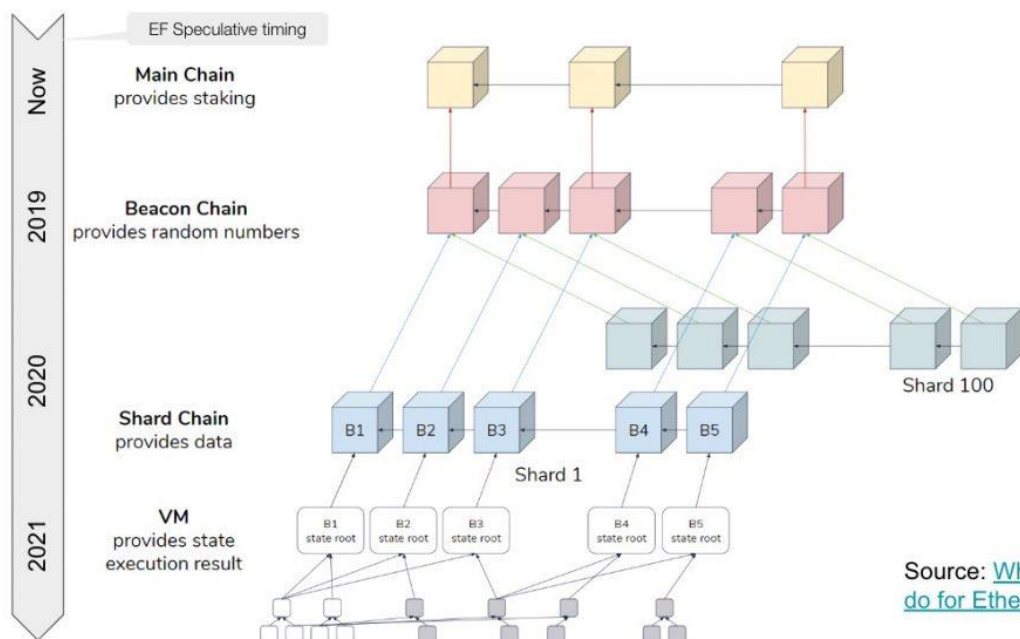 EF Speculative timing
Now
Main Chain
provides staking
2019
Beacon Chain
provides random numbers
2020
Shard 100
Shard Chain
provides data
B1
B2
B3
B4
B5
Shard 1
2021
VM
provides state
execution result
B1
state root
B2
state root
B3
state root
B4
state root
B5
state root
Source:
do for